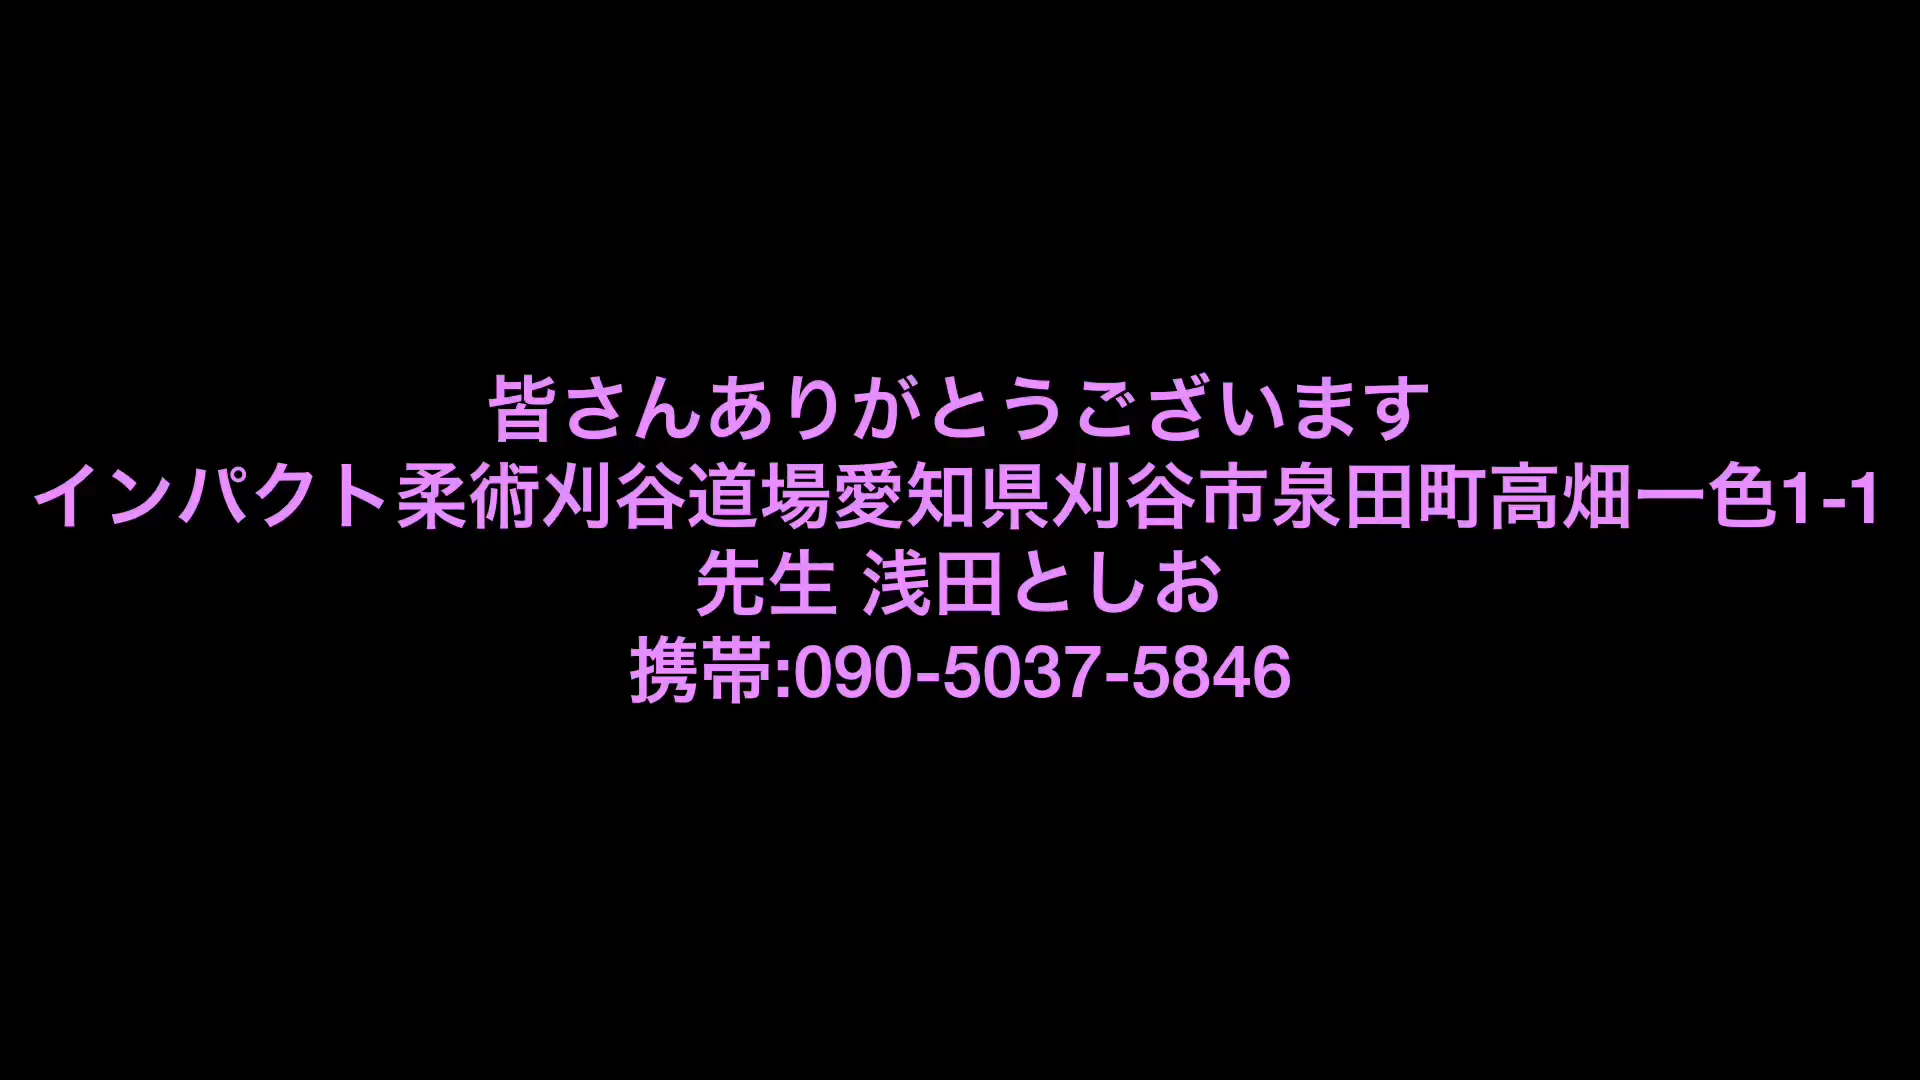 皆さんありがとうございます
インパクト柔術刈谷道場愛知県刈谷市泉田町高畑一色1-1
先生 浅田としお
携帯:090-5037-5846